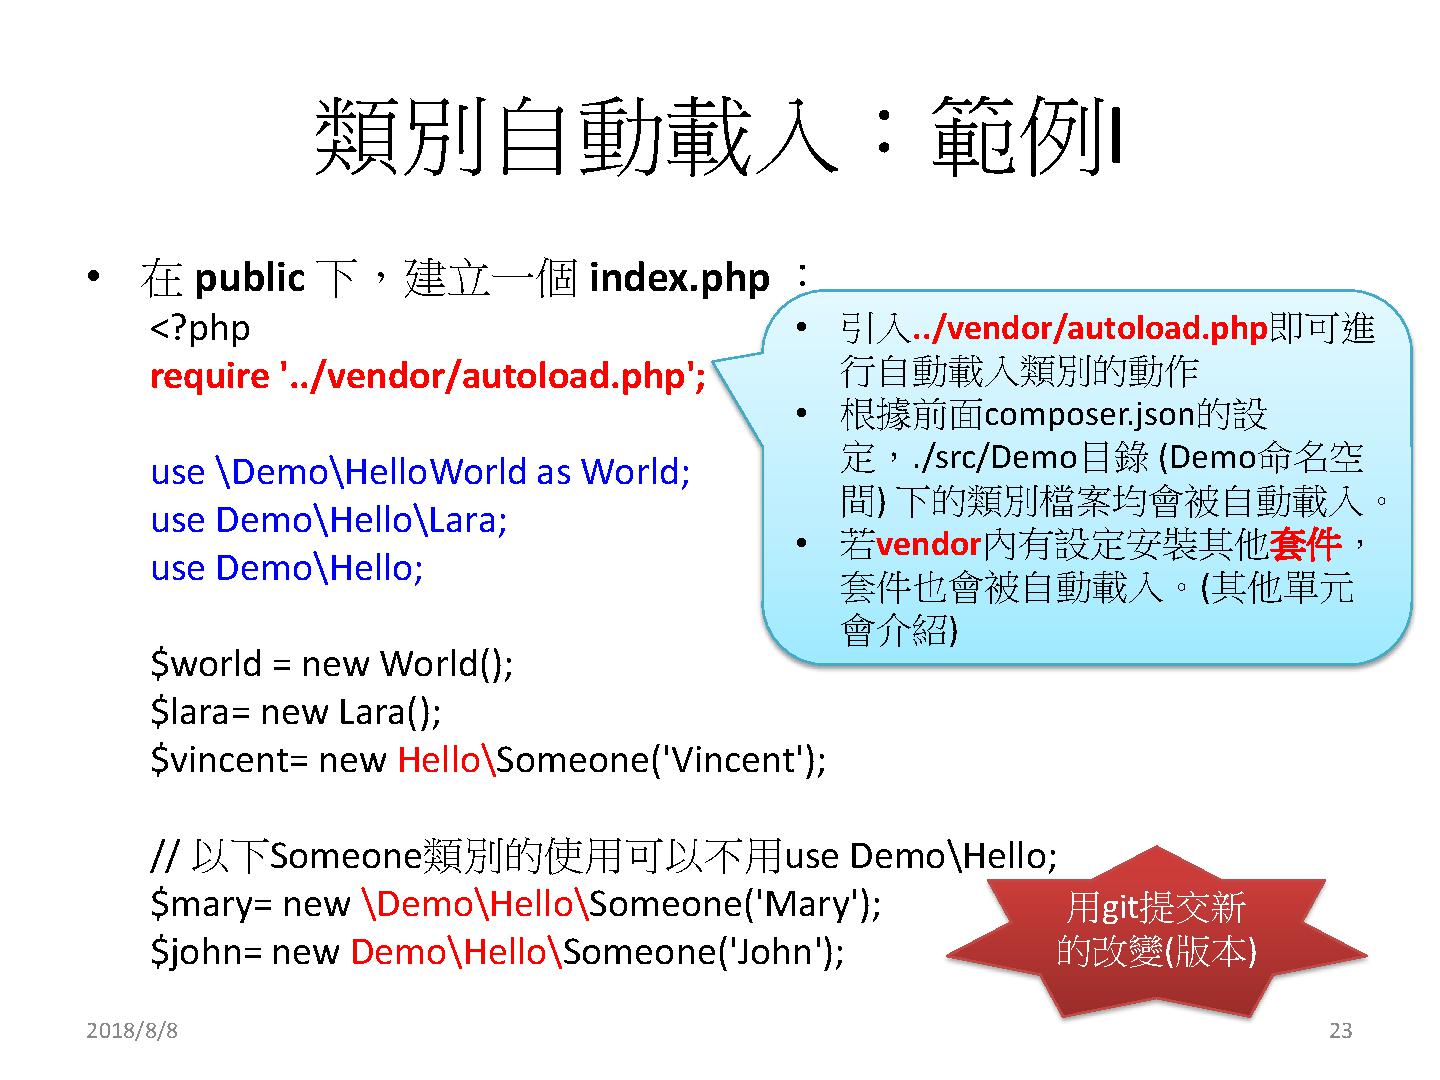 類別自動載入：範例I
• 在 public 下，建立一個 index.php ：
<?php
require '../vendor/autoload.php';
use \Demo\HelloWorld as World;
use Demo\Hello\Lara;
use Demo\Hello;
$world = new World();
$lara= new Lara();
$vincent= new Hello\Someone('Vincent');
// 以下Someone類別的使用可以不用use Demo\Hello;
$mary= new \Demo\Hello\Someone('Mary');
$john= new Demo\Hello\Someone('John');
• 引入../vendor/autoload.php即可進
行自動載入類別的動作
• 根據前面composer.json的設
定，./src/Demo目錄 (Demo命名空
間) 下的類別檔案均會被自動載入。
• 若vendor內有設定安裝其他套件，
套件也會被自動載入。(其他單元
會介紹)
用git提交新
的改變(版本)
2018/8/8
23